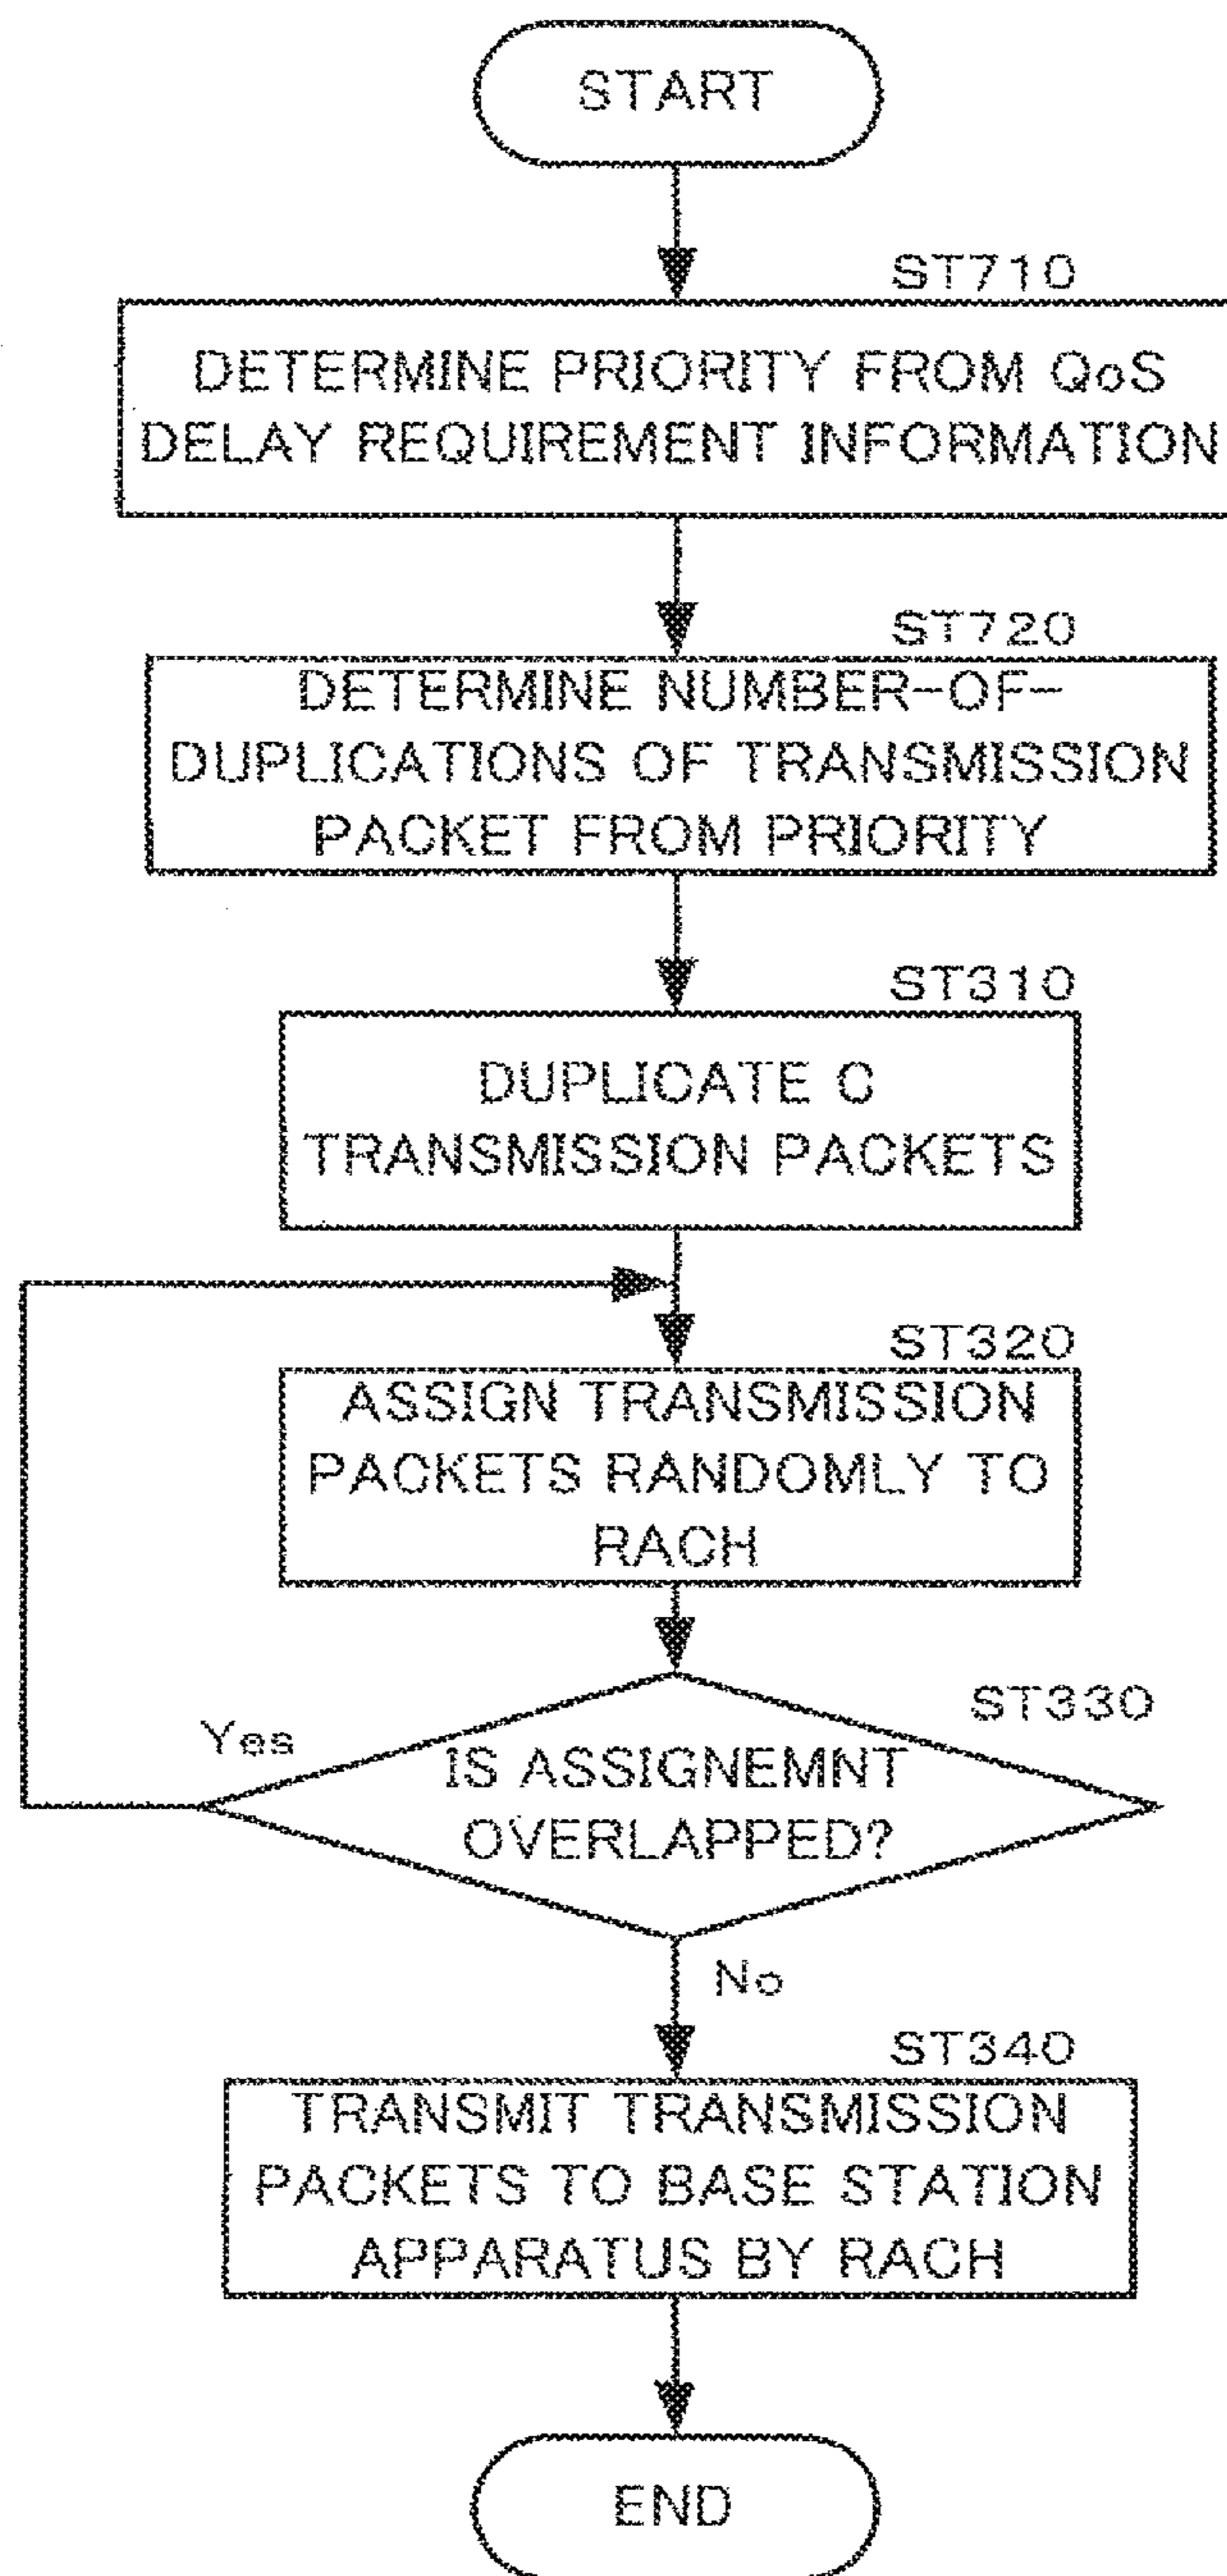 START
ST710
DETERMINE PRIORITY FROM QoS
DELAY REQUIREMENT INFORMATION
ST720
DETERMINE NUMBER-OF-
DUPLICATIONS OF TRANSMISSION
PACKET FROM PRIORITY
ST310
DUPLICATE C
TRANSMISSION PACKETS
ST320
ASSIGN TRANSMISSION
PACKETS RANDOMLY TO
RACH
ST330
Yes
IS ASSIGNEMNT
OVERLAPPED?
No
ST340
TRANSMIT TRANSMISSION
PACKETS TO BASE STATION
APPARATUS BY RACH
END